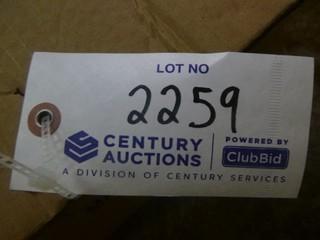 LOT NO
2259
CENTURY AUCTIONS
POWERED BY
ClubBid
A DIVISION OF CENTURY SERVICES